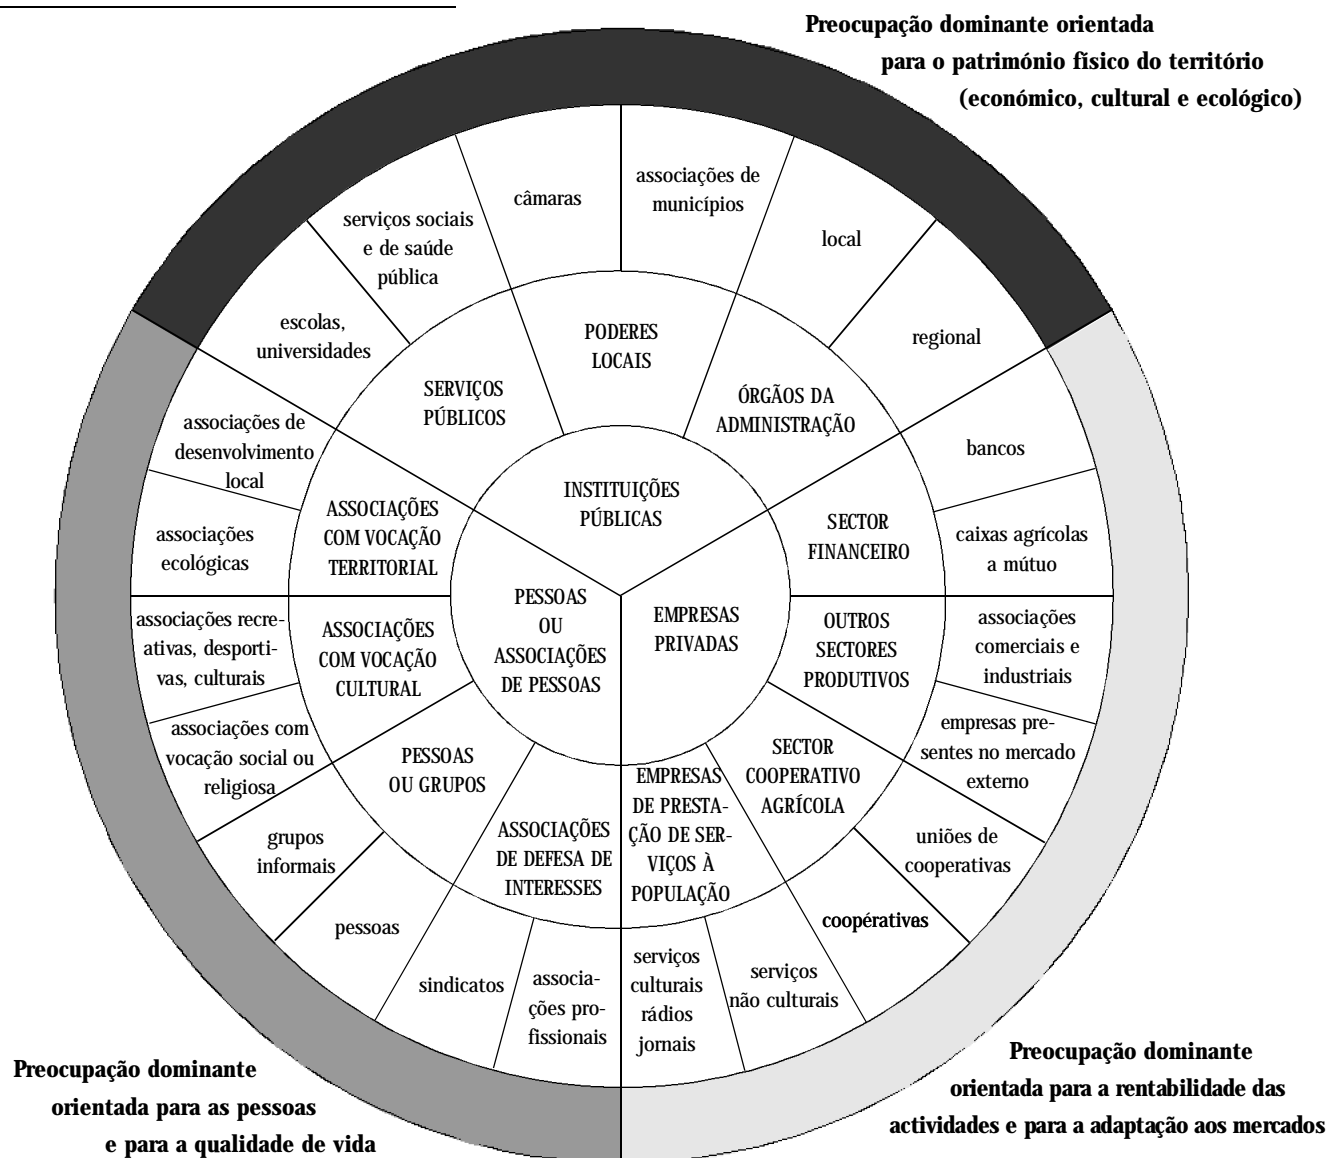 Preocupação dominante orientada
para o património físico do território
(económico, cultural e ecológico)
câmaras
associações de
municípios
serviços sociais
e de saúde
pública
local
escolas,
universidades
regional
PODERES
LOCAIS
SERVIÇOS
PÚBLICOS
ÓRGÃOS DA
ADMINISTRAÇÃO
associações de
desenvolvimento
local
bancos
INSTITUIÇÕES
PÚBLICAS
ASSOCIAÇÕES
COM VOCAÇÃO
TERRITORIAL
SECTOR
FINANCEIRO
associações
ecológicas
caixas agrícolas
a mútuo
PESSOAS
OU
ASSOCIAÇÕES
DE PESSOAS
EMPRESAS
PRIVADAS
associações recre-
ativas, desporti-
vas, culturais
ASSOCIAÇÕES
COM VOCAÇÃO
CULTURAL
OUTROS
SECTORES
PRODUTIVOS
associações
comerciais e
industriais
associações com
vocação social ou
religiosa
empresas pre-
sentes no mercado
externo
PESSOAS
OU GRUPOS
SECTOR
COOPERATIVO
AGRÍCOLA
EMPRESAS
DE PRESTA-
ÇÃO DE SER-
VIÇOS À
POPULAÇÃO
ASSOCIAÇÕES
DE DEFESA DE
INTERESSES
grupos
informais
uniões de
cooperativas
pessoas
coopérativas
sindicatos
associa-
ções pro-
fissionais
serviços
culturais
rádios
jornais
serviços
não culturais
Preocupação dominante
orientada para as pessoas
e para a qualidade de vida
Preocupação dominante
orientada para a rentabilidade das
actividades e para a adaptação aos mercados